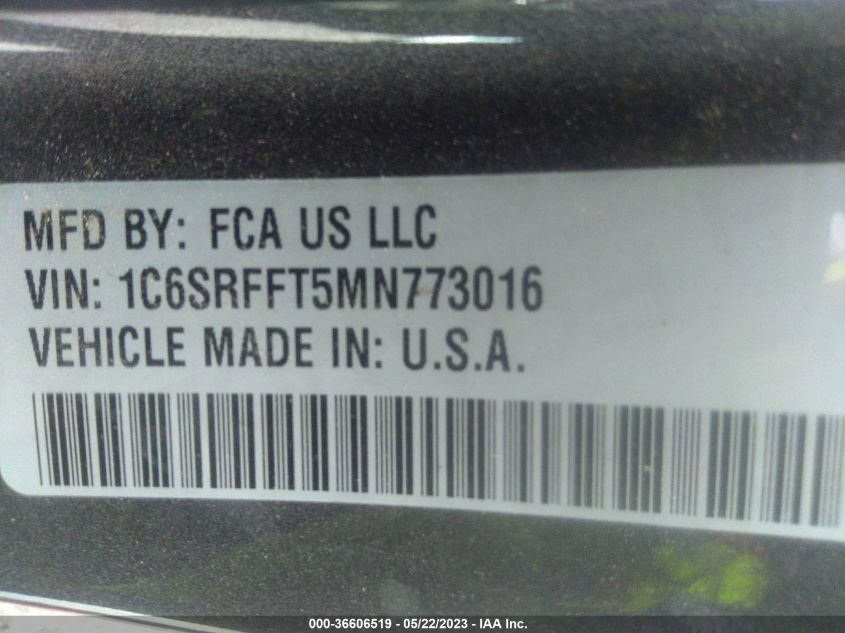 MFD BY: FCA US LLC
VIN: 1C6SRFFT5MN773016
VEHICLE MADE IN: U.S.A.
000-36606519 - 05/22/2023 - IAA Inc.